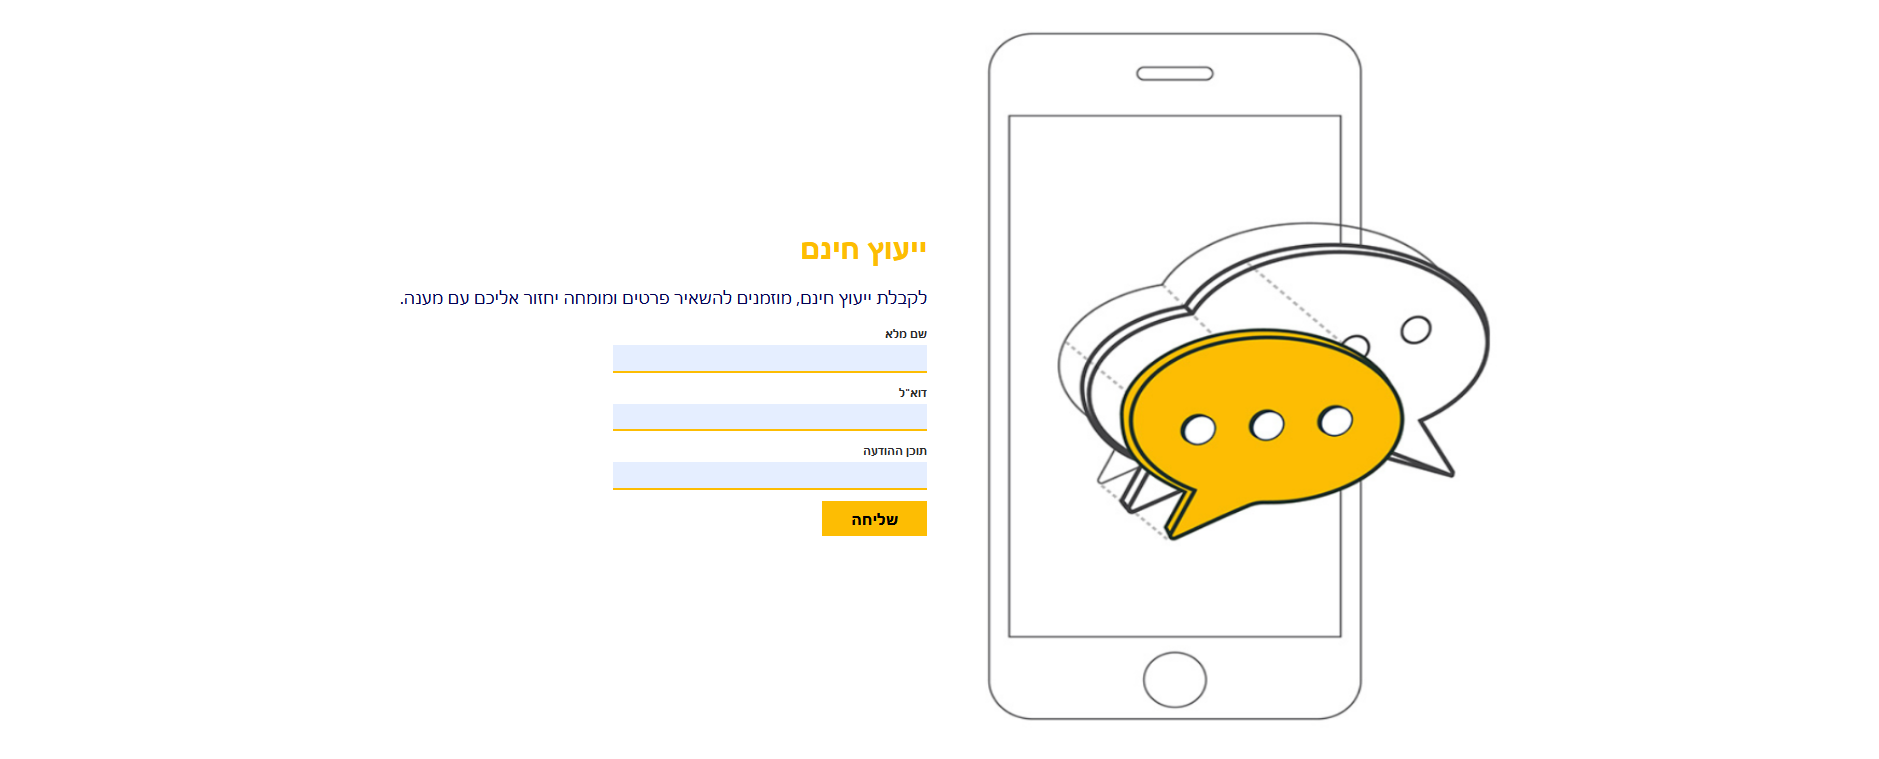 ייעוץ חינם
לקבלת ייעוץ חינם, מוזמנים להשאיר פרטים ומומחה יחזור אליכם עם מענה.
שם מלא
דוא"ל
תוכן ההודעה
שליחה